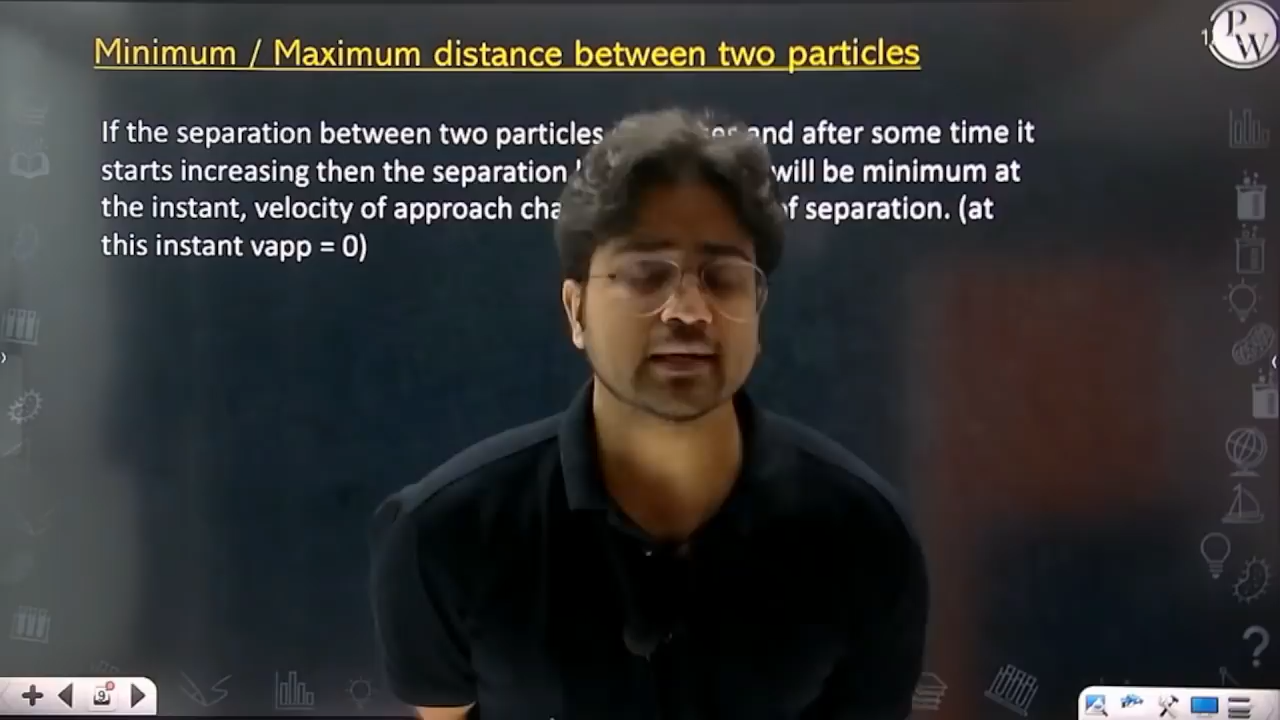 Minimum / Maximum distance between two particles
If the separation between two particles and after some time it
starts increasing then the separation will be minimum at
the instant, velocity of approach of separation. (at
this instant vapp = 0)
PW
9